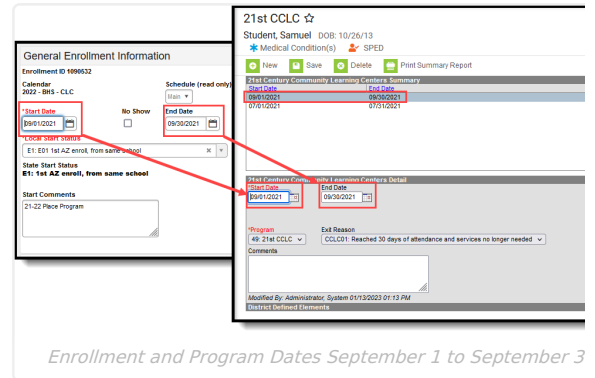 General Enrollment Information
Enrollment ID 1090532
Calendar
2022 - BHS - CLC
Schedule (read only)
Main
*Start Date
No Show
End Date
09/01/2021
09/30/2021
*Local Start Status
E1: E01 1st AZ enroll, from same school
State Start Status
E1: 1st AZ enroll, from same school
Start Comments
21-22 Place Program
21st CCLC
Student, Samuel DOB: 10/26/13
Medical Condition(s) SPED
New Save Delete Print Summary Report
21st Century Community Learning Centers Summary
Start Date End Date
09/01/2021 09/30/2021
07/01/2021 07/31/2021
21st Century Community Learning Centers Detail
*Start Date End Date
09/01/2021 09/30/2021
*Program Exit Reason
49: 21st CCLC CCLC01: Reached 30 days of attendance and services no longer needed
Comments
Modified By: Administrator, System 01/13/2023 01:13 PM
District Defined Elements
Enrollment and Program Dates September 1 to September 3